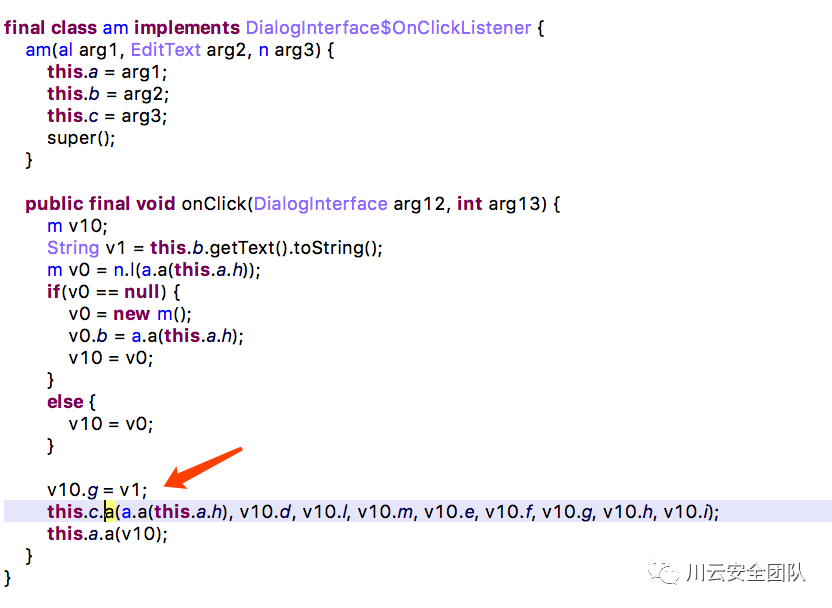 final class am implements DialogInterface$OnClickListener {
am(al arg1, EditText arg2, n arg3) {
this.a = arg1;
this.b = arg2;
this.c = arg3;
super();
}
public final void onClick(DialogInterface arg12, int arg13) {
m v10;
String v1 = this.b.getText().toString();
m v0 = n.l(a.a(this.a.h));
if(v0 == null) {
v0 = new m();
v0.b = a.a(this.a.h);
v10 = v0;
}
else {
v10 = v0;
}
v10.g = v1;
this.c.a(a.a(this.a.h), v10.d, v10.l, v10.m, v10.e, v10.f, v10.g, v10.h, v10.i);
this.a.a(v10);
}
}
川云安全团队